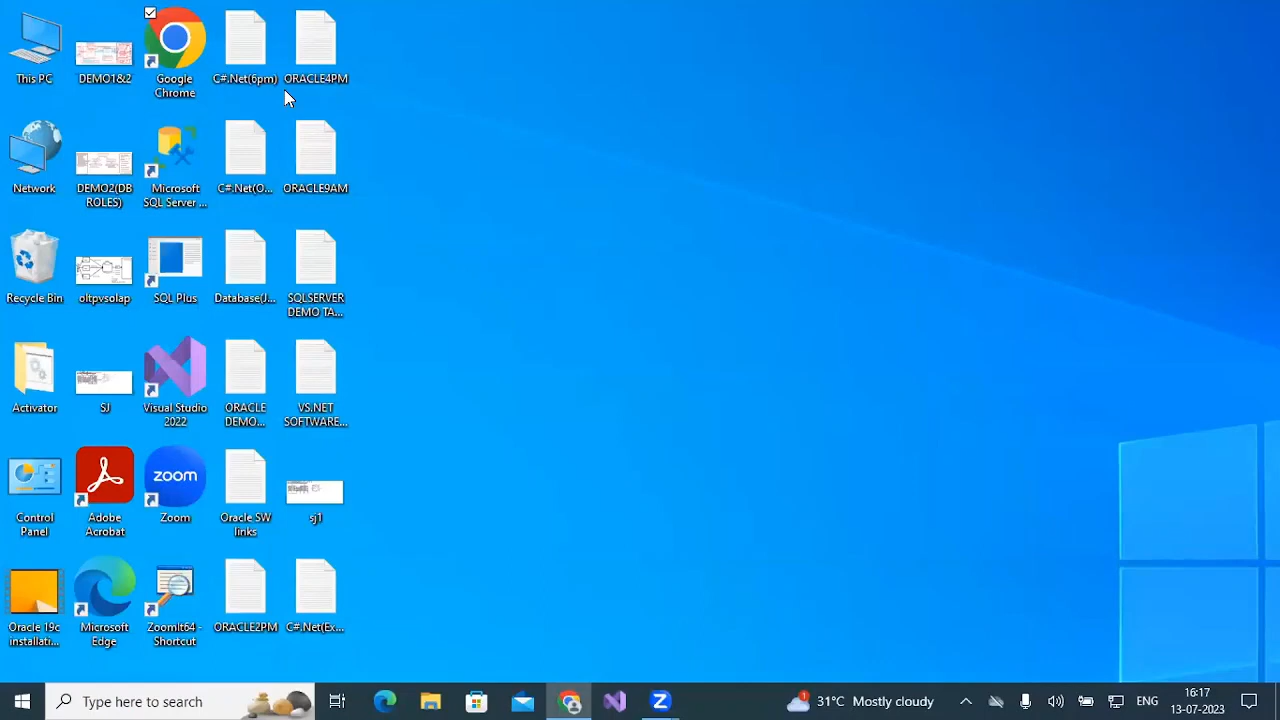 This PC
DEMO1&2
Google
Chrome
C#.Net(6pm)
ORACLE4PM
Network
DEMO2(DB
ROLES)
Microsoft
SQL Server ...
C#.Net(O...
ORACLE9AM
Recycle Bin
oltpvsolap
SQL Plus
Database(J...
SQLSERVER
DEMO TA...
Activator
SJ
Visual Studio
2022
ORACLE
DEMO...
VS.NET
SOFTWARE...
Control
Panel
Adobe
Acrobat
zoom
Zoom
Oracle SW
links
sj1
Oracle 19c
installati...
Microsoft
Edge
ZoomIt64 -
Shortcut
ORACLE2PM
C#.Net(Ex...
Type here to search
1
31°C Mostly cloudy
ENG
16:17
13-07-2023